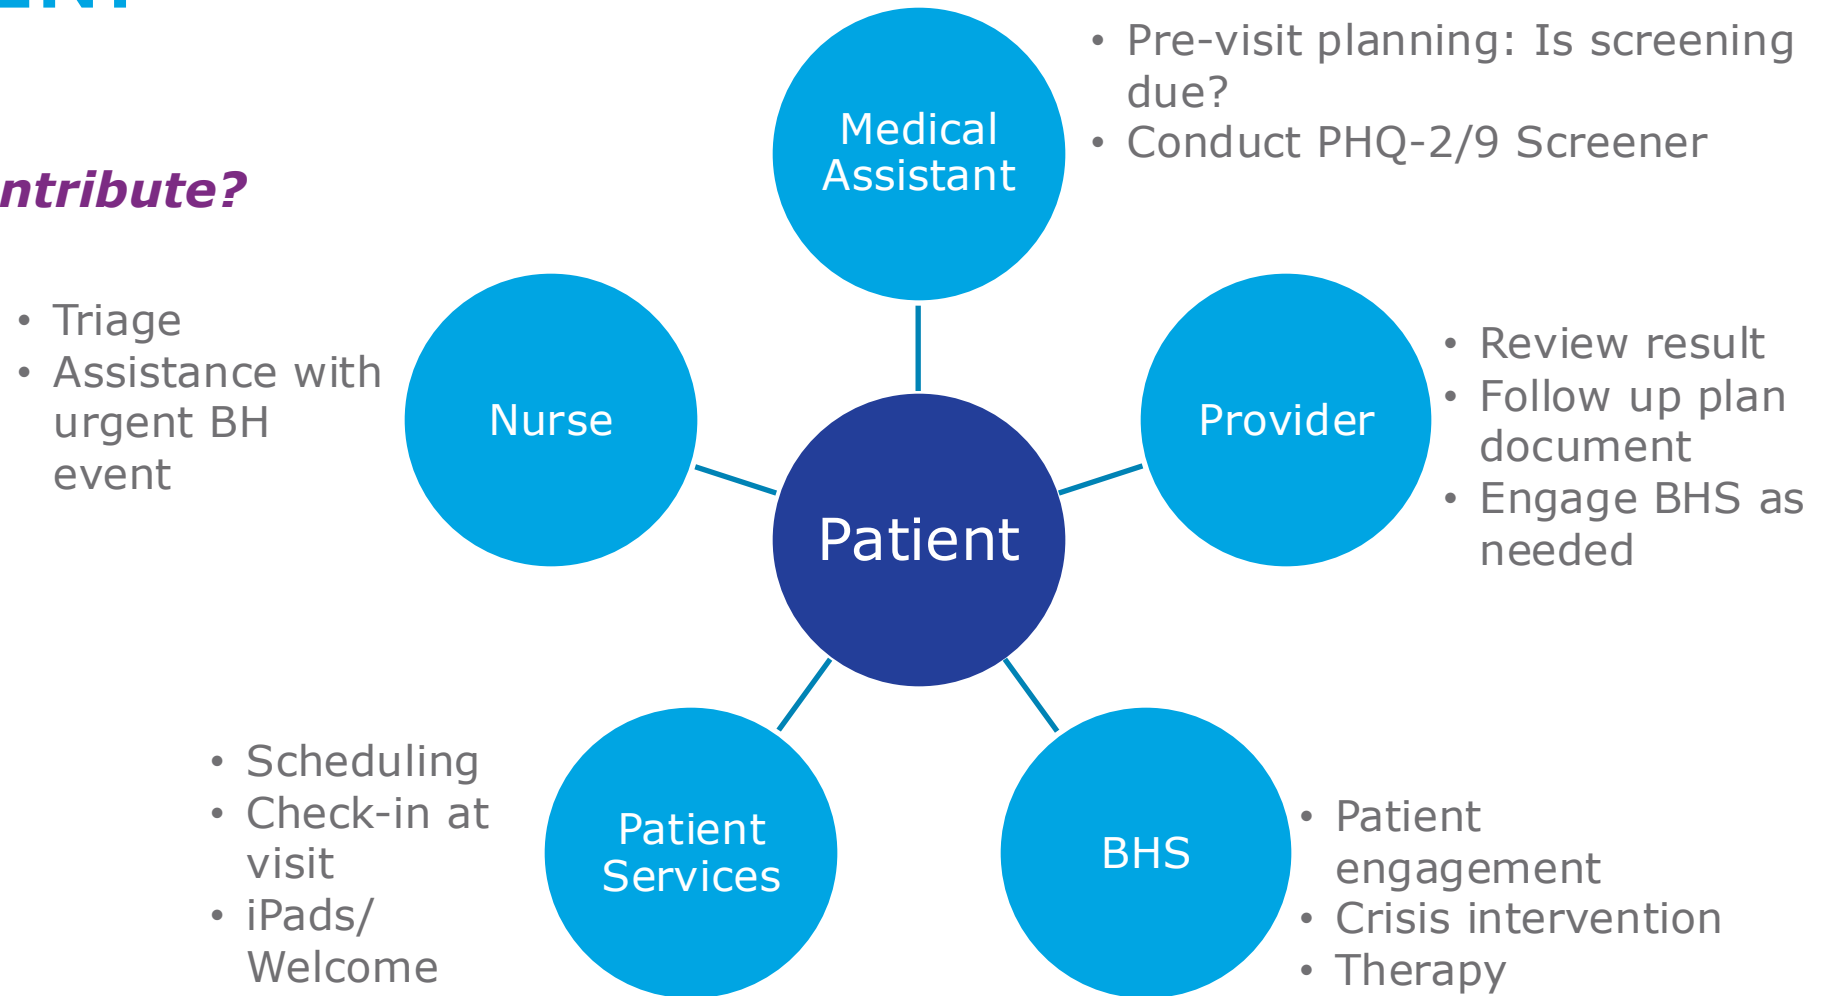 • Pre-visit planning: Is screening
due?
• Conduct PHQ-2/9 Screener
Medical
Assistant
ntribute?
• Triage
• Assistance with
urgent BH
event
Nurse
Provider
• Review result
• Follow up plan
document
• Engage BHS as
needed
Patient
• Scheduling
• Check-in at
visit
• iPads/
Welcome
Patient
Services
BHS
• Patient
engagement
• Crisis intervention
• Therapy